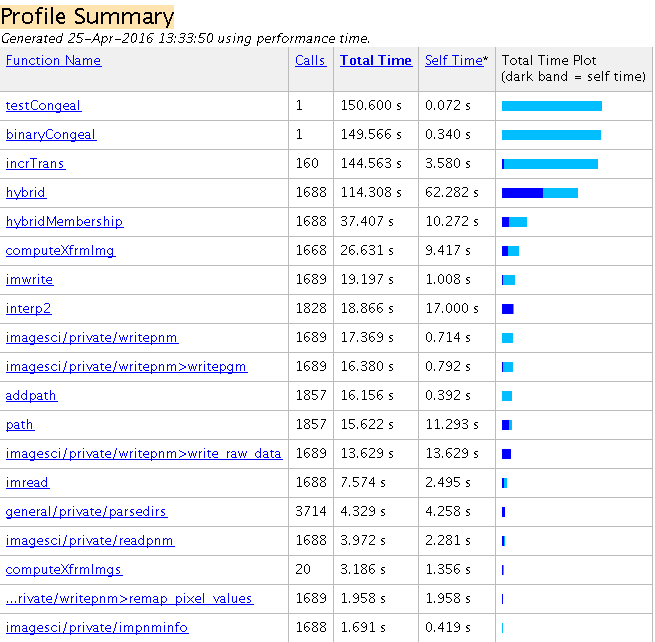 Profile Summary
Generated 25-Apr-2016 13:33:50 using performance time.
Function Name Calls Total Time Self Time* Total Time Plot
(dark band = self time)
testCongeal 1 150.600 s 0.072 s
binaryCongeal 1 149.566 s 0.340 s
incrTrans 160 144.563 s 3.580 s
hybrid 1688 114.308 s 62.282 s
hybridMembership 1688 37.407 s 10.272 s
computeXfrmImg 1668 26.631 s 9.417 s
imwrite 1689 19.197 s 1.008 s
interp2 1828 18.866 s 17.000 s
imagesci/private/writepnm 1689 17.369 s 0.714 s
imagesci/private/writepnm>writepgm 1689 16.380 s 0.792 s
addpath 1857 16.156 s 0.392 s
path 1857 15.622 s 11.293 s
imagesci/private/writepnm>write_raw_data 1689 13.629 s 13.629 s
imread 1688 7.574 s 2.495 s
general/private/parsedirs 3714 4.329 s 4.258 s
imagesci/private/readpnm 1688 3.972 s 2.281 s
computeXfrmImgs 20 3.186 s 1.356 s
...rivate/writepnm>remap_pixel_values 1689 1.958 s 1.958 s
imagesci/private/impnminfo 1688 1.691 s 0.419 s